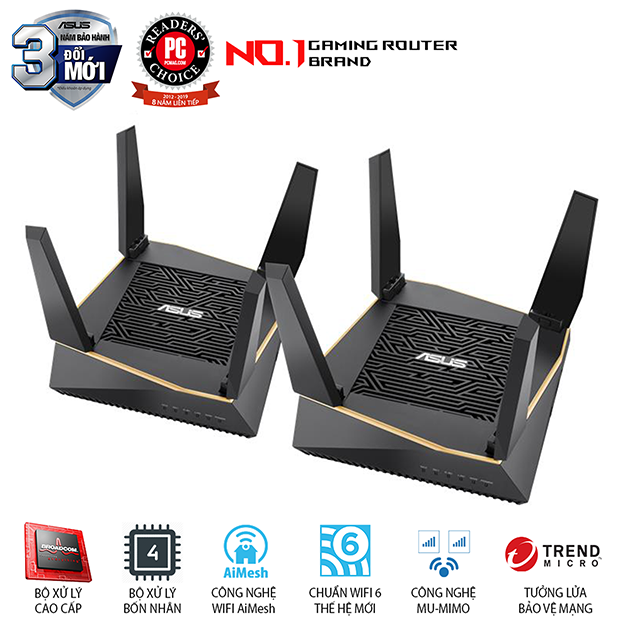 ASUS
3 NĂM BẢO HÀNH
ĐỔI
MỚI
READERS'
PC
PCMAG.COM
CHOICE
2012 - 2019
8 NĂM LIÊN TIẾP
NO.1 GAMING ROUTER
BRAND
ASUS
ASUS
BROADCOM
4
AiMesh
6
TREND
MICRO
BỘ XỬ LÝ
CAO CẤP
BỘ XỬ LÝ
BỐN NHÂN
CÔNG NGHỆ
WIFI AiMesh
CHUẨN WIFI 6
THẾ HỆ MỚI
CÔNG NGHỆ
MU-MIMO
TƯỜNG LỬA
BẢO VỆ MẠNG